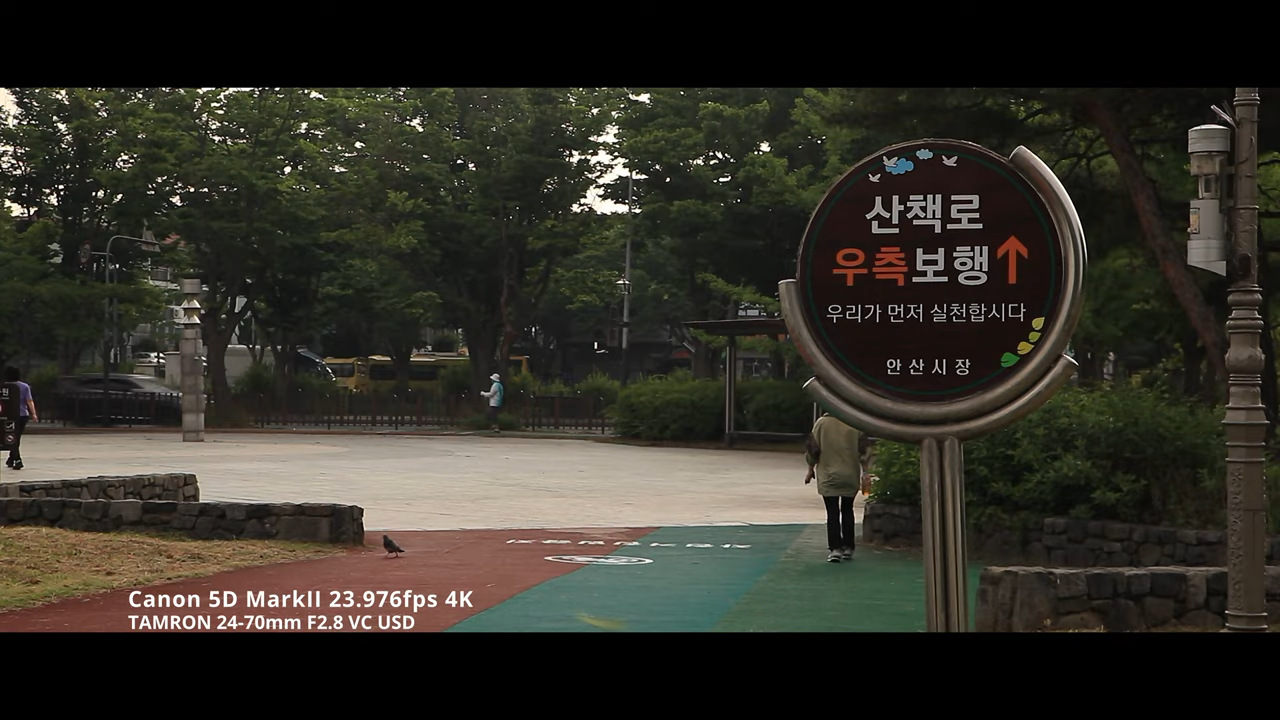 산책로
우측보행
우리가 먼저 실천합시다
안산시장
Canon 5D MarkII 23.976fps 4K
TAMRON 24-70mm F2.8 VC USD